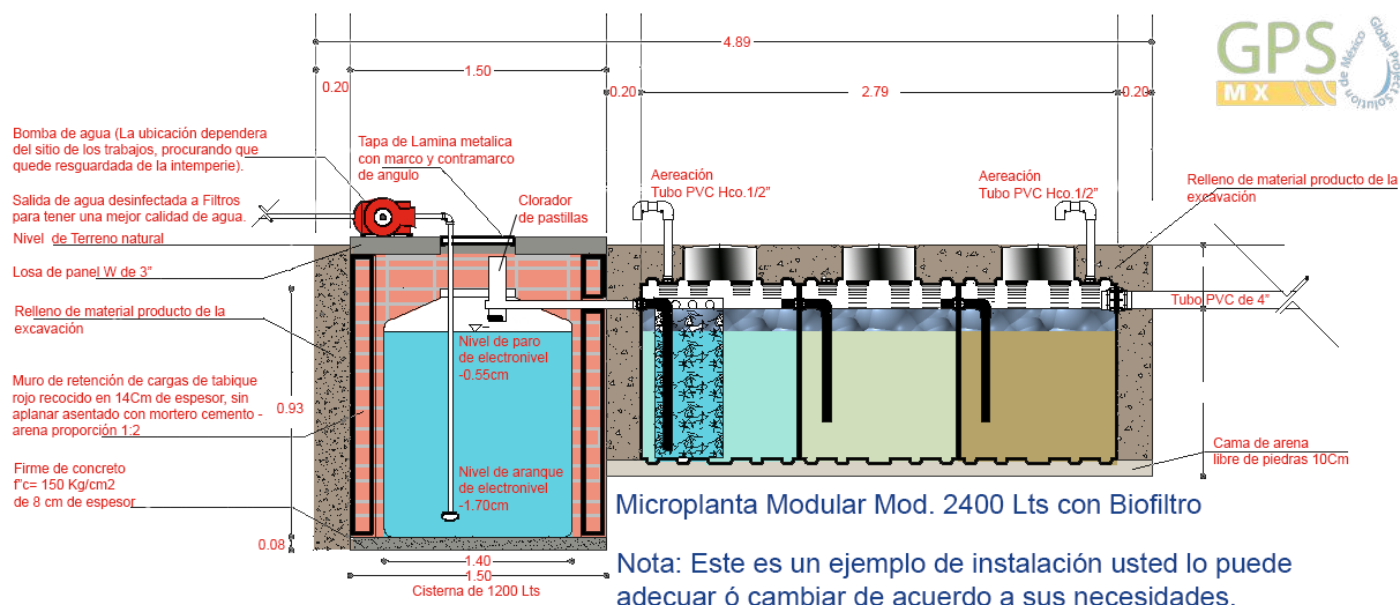 4.89
1.50
0.20
0.20
2.79
0.20
GPS
MX
Global Project
Solution de México
Bomba de agua (La ubicación dependera
del sitio de los trabajos, procurando que
quede resguardada de la intemperie).
Salida de agua desinfectada a Filtros
para tener una mejor calidad de agua.
Nivel de Terreno natural
Losa de panel W de 3"
Relleno de material producto de la
excavación
Muro de retención de cargas de tabique
rojo recocido en 14Cm de espesor, sin
aplanar asentado con mortero cemento -
arena proporción 1:2
Firme de concreto
f"c= 150 Kg/cm2
de 8 cm de espesor
0.93
0.08
Tapa de Lamina metalica
con marco y contramarco
de angulo
Clorador
de pastillas
Nivel de paro
de electronivel
-0.55cm
Nivel de aranque
de electronivel
-1.70cm
1.40
1.50
Cisterna de 1200 Lts
Aereación
Tubo PVC Hco.1/2"
Aereación
Tubo PVC Hco.1/2"
Relleno de material producto de la
excavación
Tubo PVC de 4"
Cama de arena
libre de piedras 10Cm
Microplanta Modular Mod. 2400 Lts con Biofiltro
Nota: Este es un ejemplo de instalación usted lo puede
adecuar ó cambiar de acuerdo a sus necesidades.